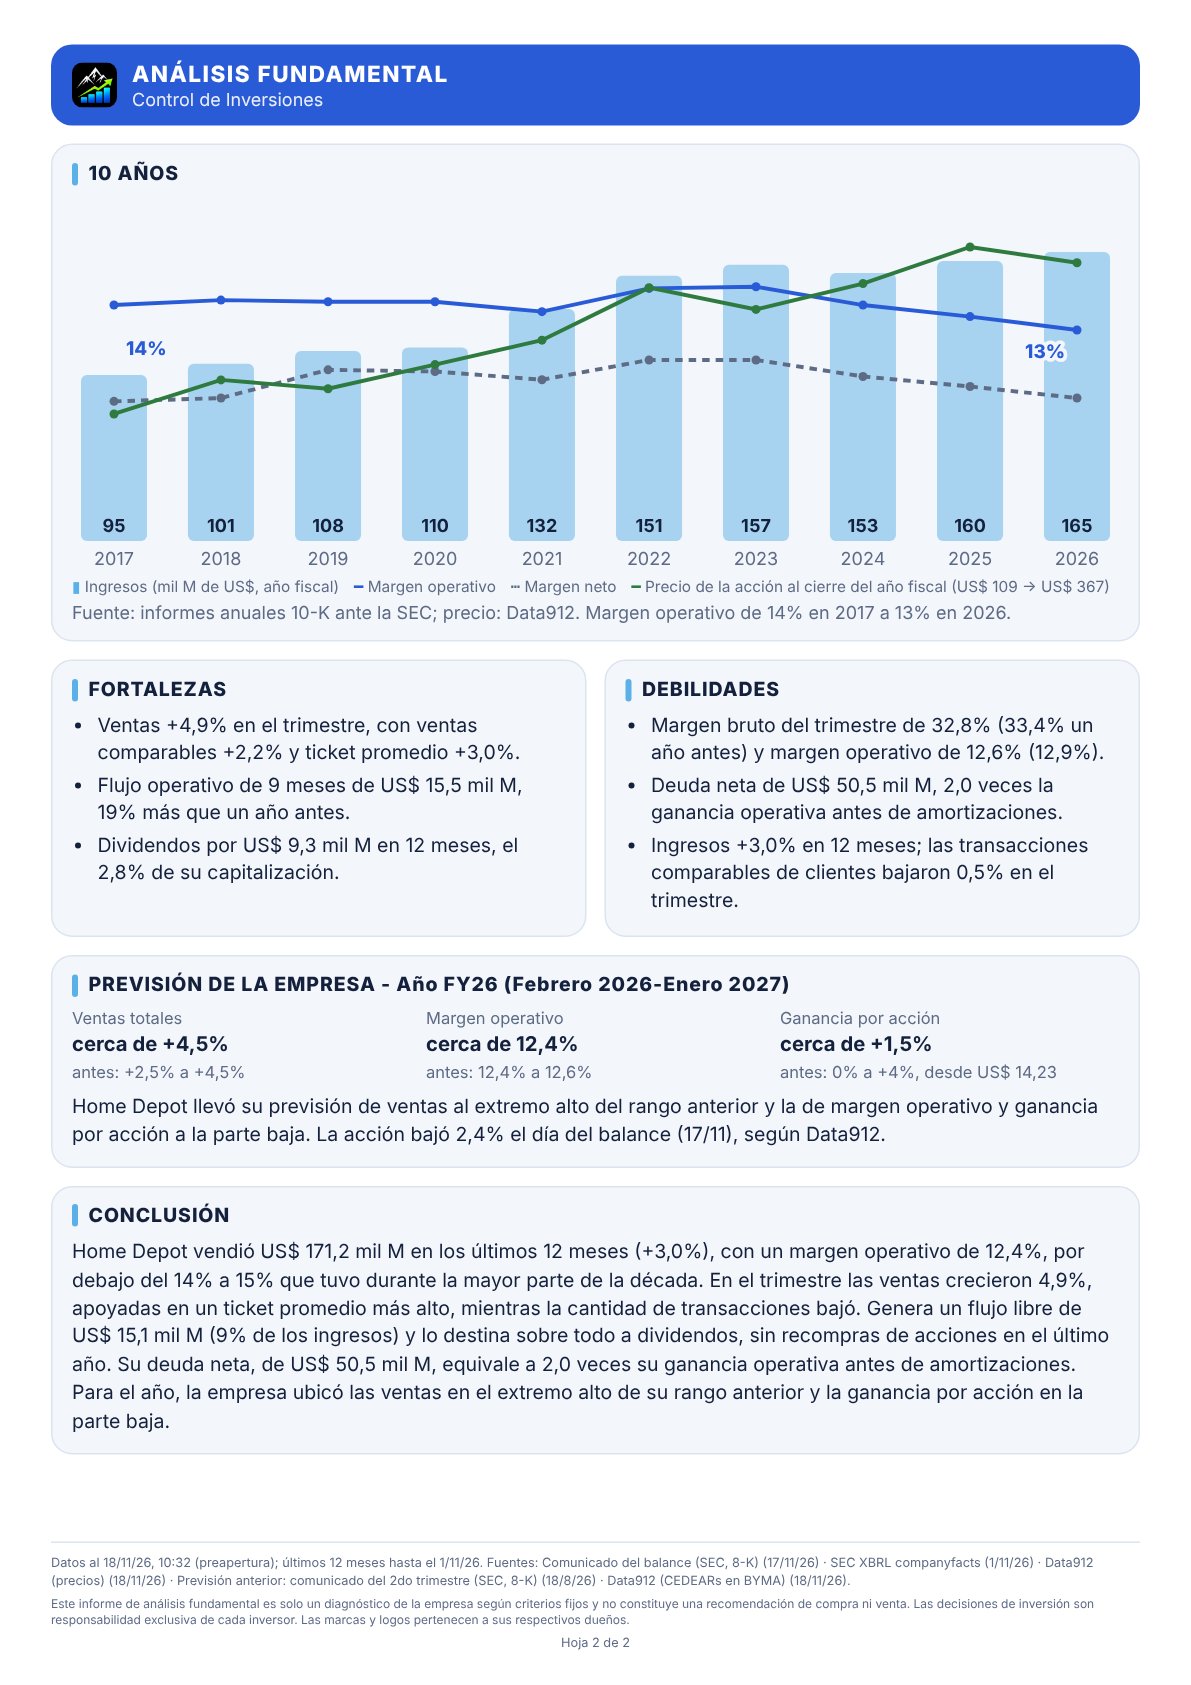 ANÁLISIS FUNDAMENTAL
Control de Inversiones
10 AÑOS
14%
13%
95 101 108 110 132 151 157 153 160 165
2017 2018 2019 2020 2021 2022 2023 2024 2025 2026
Ingresos (mil M de US$, año fiscal) Margen operativo Margen neto Precio de la acción al cierre del año fiscal (US$ 109 → US$ 367)
Fuente: informes anuales 10-K ante la SEC; precio: Data912. Margen operativo de 14% en 2017 a 13% en 2026.
FORTALEZAS
• Ventas +4,9% en el trimestre, con ventas
comparables +2,2% y ticket promedio +3,0%.
• Flujo operativo de 9 meses de US$ 15,5 mil M,
19% más que un año antes.
• Dividendos por US$ 9,3 mil M en 12 meses, el
2,8% de su capitalización.
DEBILIDADES
• Margen bruto del trimestre de 32,8% (33,4% un
año antes) y margen operativo de 12,6% (12,9%).
• Deuda neta de US$ 50,5 mil M, 2,0 veces la
ganancia operativa antes de amortizaciones.
• Ingresos +3,0% en 12 meses; las transacciones
comparables de clientes bajaron 0,5% en el
trimestre.
PREVISIÓN DE LA EMPRESA - Año FY26 (Febrero 2026-Enero 2027)
Ventas totales
cerca de +4,5%
antes: +2,5% a +4,5%
Margen operativo
cerca de 12,4%
antes: 12,4% a 12,6%
Ganancia por acción
cerca de +1,5%
antes: 0% a +4%, desde US$ 14,23
Home Depot llevó su previsión de ventas al extremo alto del rango anterior y la de margen operativo y ganancia
por acción a la parte baja. La acción bajó 2,4% el día del balance (17/11), según Data912.
CONCLUSIÓN
Home Depot vendió US$ 171,2 mil M en los últimos 12 meses (+3,0%), con un margen operativo de 12,4%, por
debajo del 14% a 15% que tuvo durante la mayor parte de la década. En el trimestre las ventas crecieron 4,9%,
apoyadas en un ticket promedio más alto, mientras la cantidad de transacciones bajó. Genera un flujo libre de
US$ 15,1 mil M (9% de los ingresos) y lo destina sobre todo a dividendos, sin recompras de acciones en el último
año. Su deuda neta, de US$ 50,5 mil M, equivale a 2,0 veces su ganancia operativa antes de amortizaciones.
Para el año, la empresa ubicó las ventas en el extremo alto de su rango anterior y la ganancia por acción en la
parte baja.
Datos al 18/11/26, 10:32 (preapertura); últimos 12 meses hasta el 1/11/26. Fuentes: Comunicado del balance (SEC, 8-K) (17/11/26) · SEC XBRL companyfacts (1/11/26) · Data912
(precios) (18/11/26) · Previsión anterior: comunicado del 2do trimestre (SEC, 8-K) (18/8/26) · Data912 (CEDEARs en BYMA) (18/11/26).
Este informe de análisis fundamental es solo un diagnóstico de la empresa según criterios fijos y no constituye una recomendación de compra ni venta. Las decisiones de inversión son
responsabilidad exclusiva de cada inversor. Las marcas y logos pertenecen a sus respectivos dueños.
Hoja 2 de 2